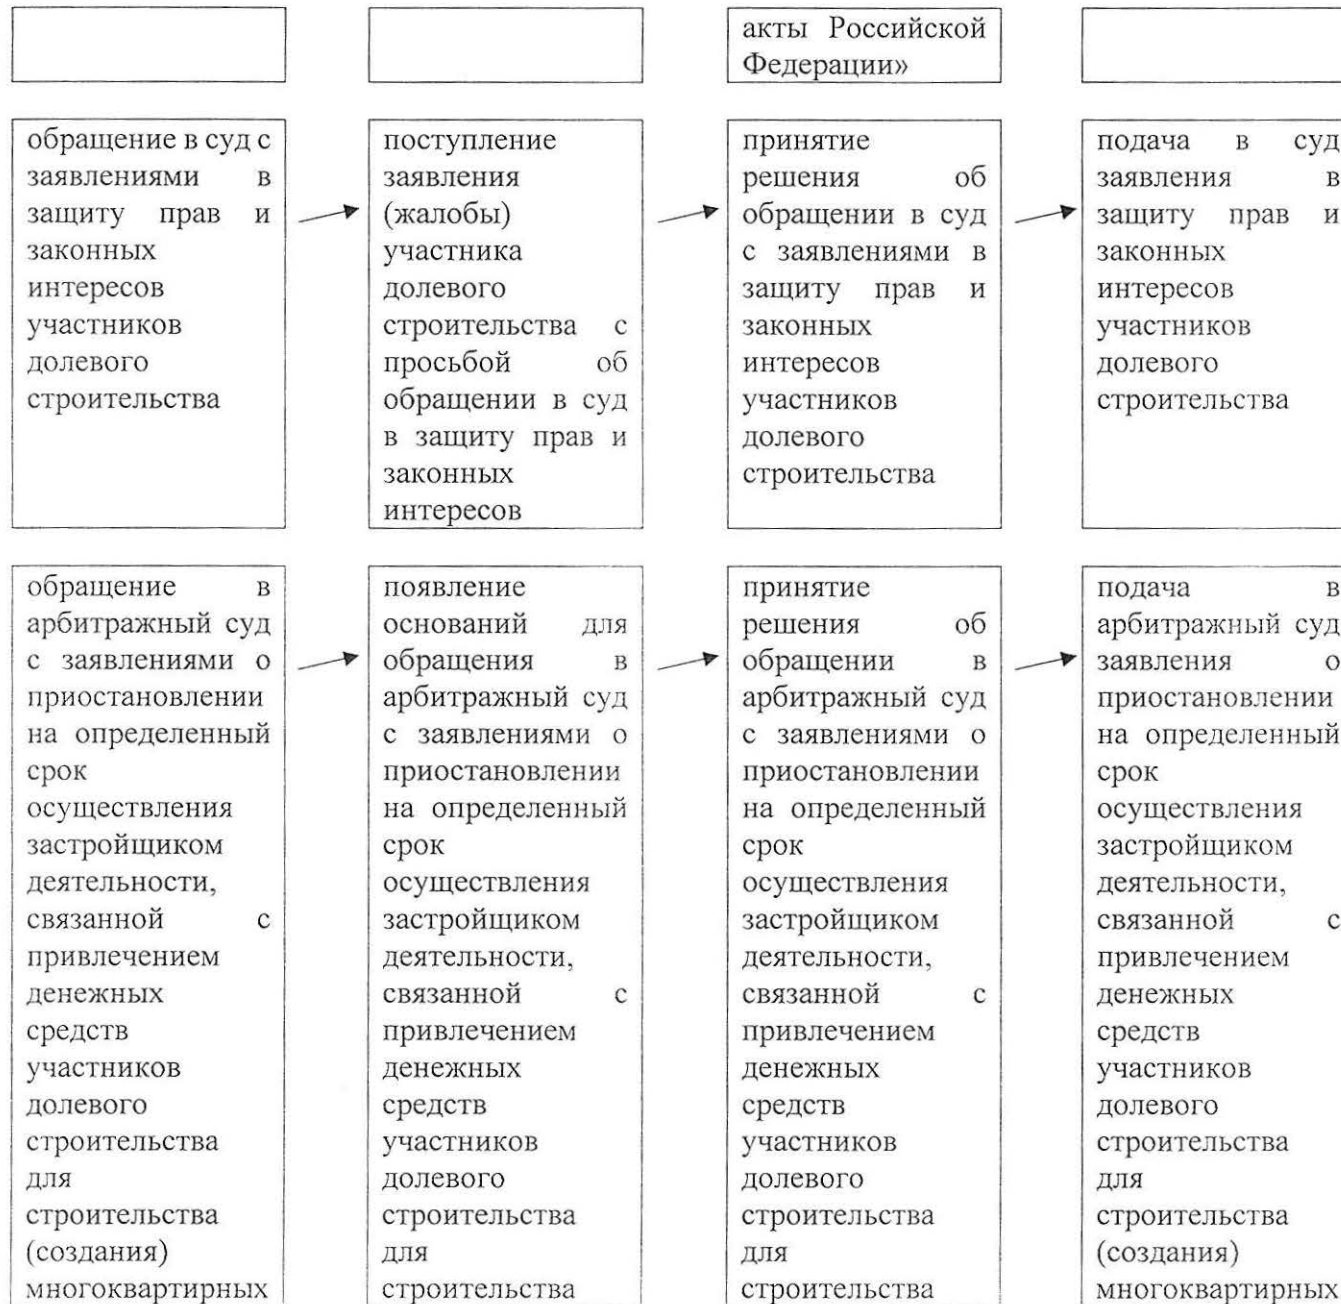 акты Российской
Федерации»
обращение в суд с
заявлениями в
защиту прав и
законных
интересов
участников
долевого
строительства
поступление
заявления
(жалобы)
участника
долевого
строительства с
просьбой об
обращении в суд
в защиту прав и
законных
интересов
принятие
решения об
обращении в суд
с заявлениями в
защиту прав и
законных
интересов
участников
долевого
строительства
подача в суд
заявления в
защиту прав и
законных
интересов
участников
долевого
строительства
обращение в
арбитражный суд
с заявлениями о
приостановлении
на определенный
срок
осуществления
застройщиком
деятельности,
связанной с
привлечением
денежных
средств
участников
долевого
строительства
для
строительства
(создания)
многоквартирных
появление
оснований для
обращения в
арбитражный суд
с заявлениями о
приостановлении
на определенный
срок
осуществления
застройщиком
деятельности,
связанной с
привлечением
денежных
средств
участников
долевого
строительства
для
строительства
принятие
решения об
обращении в
арбитражный суд
с заявлениями о
приостановлении
на определенный
срок
осуществления
застройщиком
деятельности,
связанной с
привлечением
денежных
средств
участников
долевого
строительства
для
строительства
подача в
арбитражный суд
заявления о
приостановлении
на определенный
срок
осуществления
застройщиком
деятельности,
связанной с
привлечением
денежных
средств
участников
долевого
строительства
для
строительства
(создания)
многоквартирных